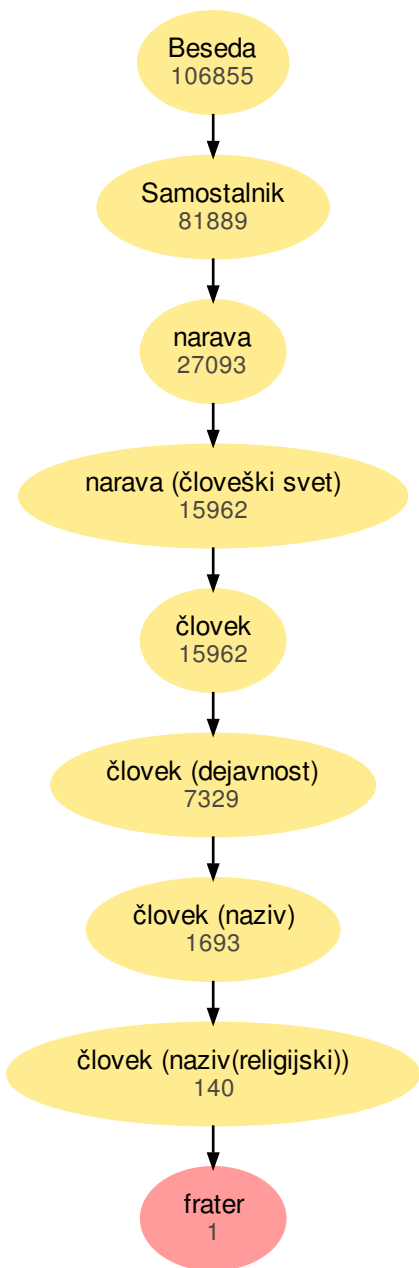 Beseda
106855
Samostalnik
81889
narava
27093
narava (človeški svet)
15962
človek
15962
človek (dejavnost)
7329
človek (naziv)
1693
človek (naziv(religijski))
140
frater
1